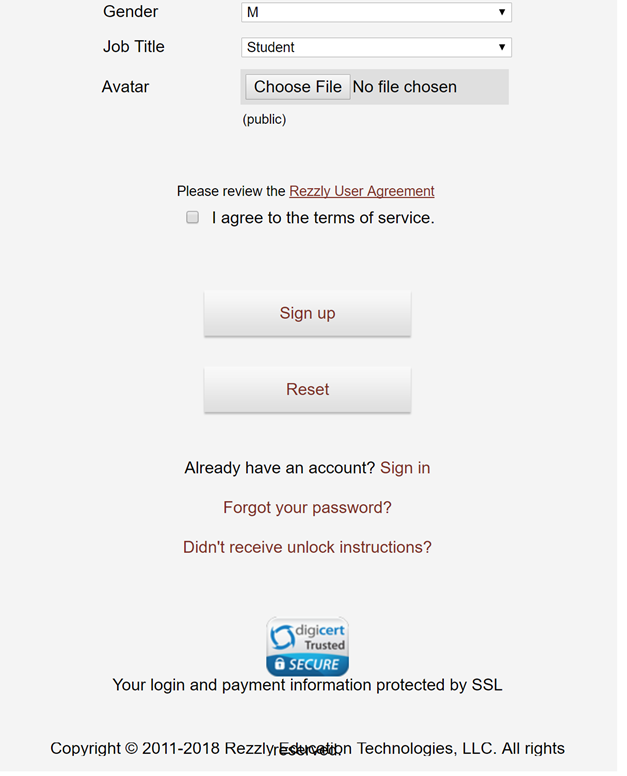 Gender M
Job Title Student
Avatar Choose File No file chosen
(public)
Please review the Rezzly User Agreement
I agree to the terms of service.
Sign up
Reset
Already have an account? Sign in
Forgot your password?
Didn't receive unlock instructions?
digicert
Trusted
SECURE
Your login and payment information protected by SSL
Copyright © 2011-2018 Rezzly Education Technologies, LLC. All rights
reserved.